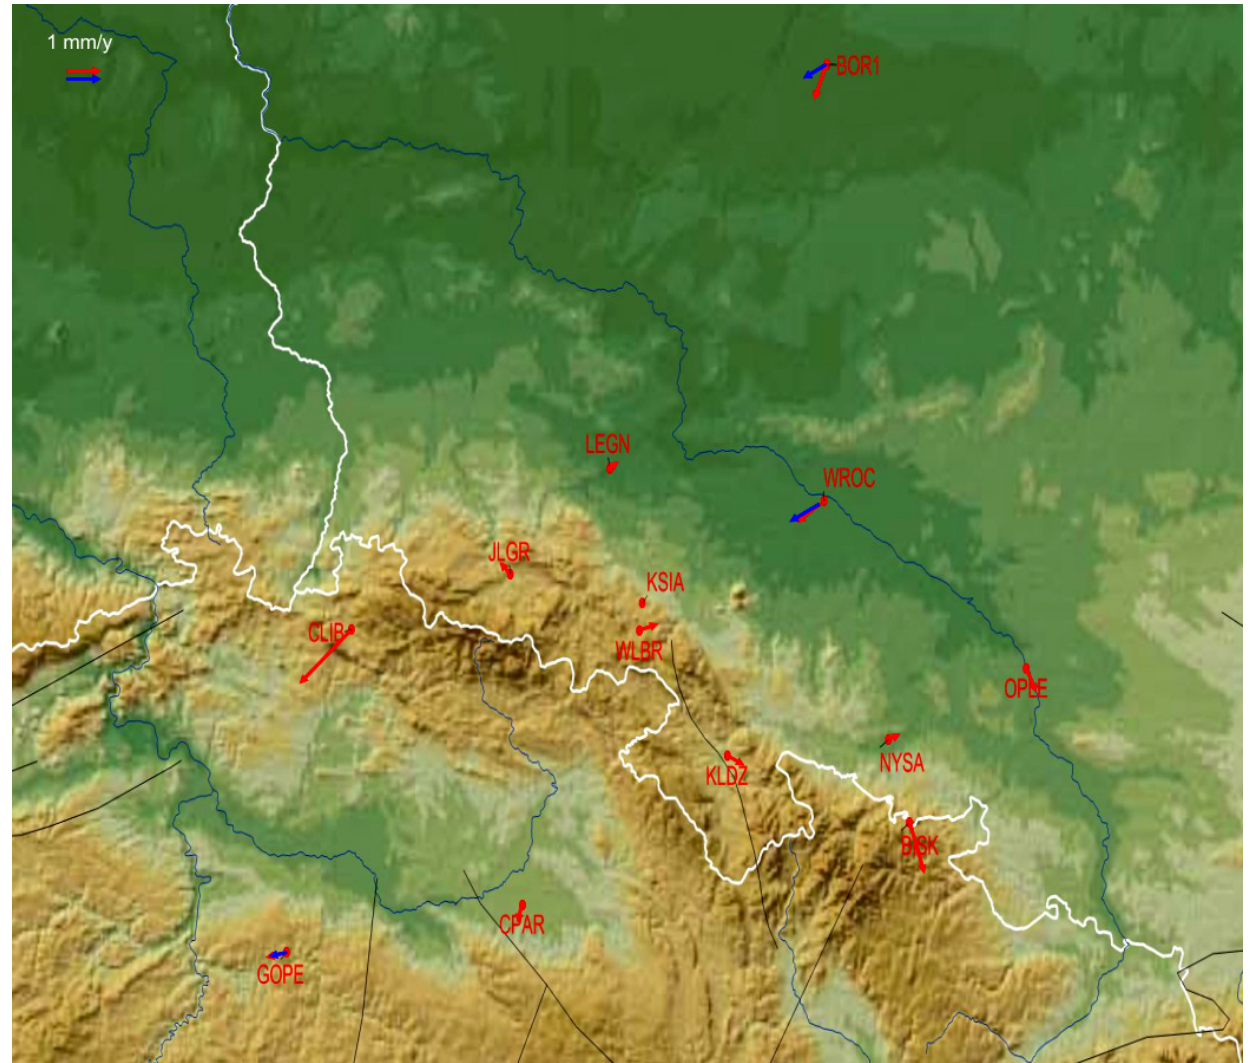 1 mm/y
BOR1
LEGN
WROC
JLGR
KSIA
CLIB
WLBR
OPLE
NYSA
KLDZ
BISK
CPAR
GOPE